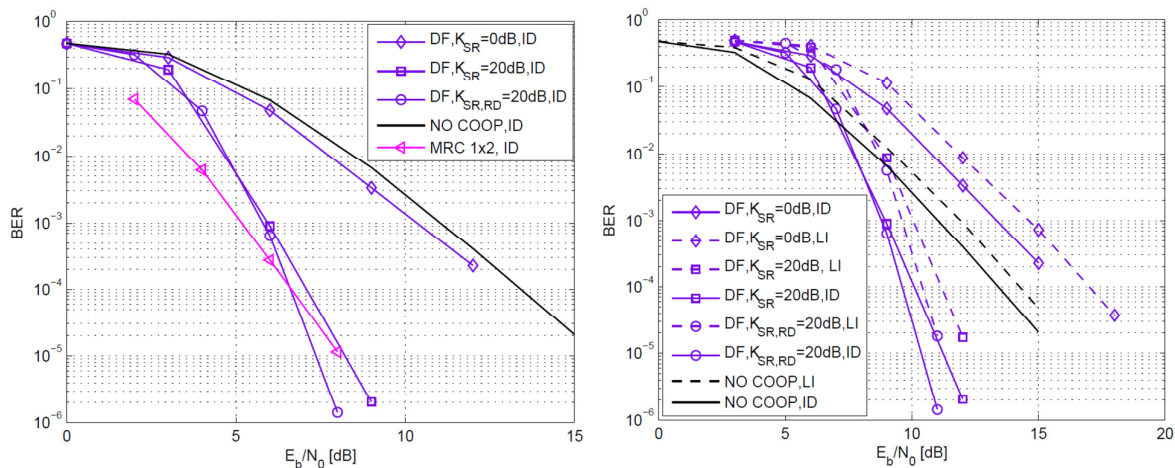 10^0
10^-1
10^-2
10^-3
10^-4
10^-5
10^-6
BER
0
5
10
15
E_b/N_0 [dB]
DF,K_SR=0dB,ID
DF,K_SR=20dB,ID
DF,K_SR,RD=20dB,ID
NO COOP,ID
MRC 1x2, ID
10^0
10^-1
10^-2
10^-3
10^-4
10^-5
10^-6
BER
0
5
10
15
20
E_b/N_0 [dB]
DF,K_SR=0dB,ID
DF,K_SR=0dB,LI
DF,K_SR=20dB, LI
DF,K_SR=20dB,ID
DF,K_SR,RD=20dB,LI
DF,K_SR,RD=20dB,ID
NO COOP,LI
NO COOP,ID